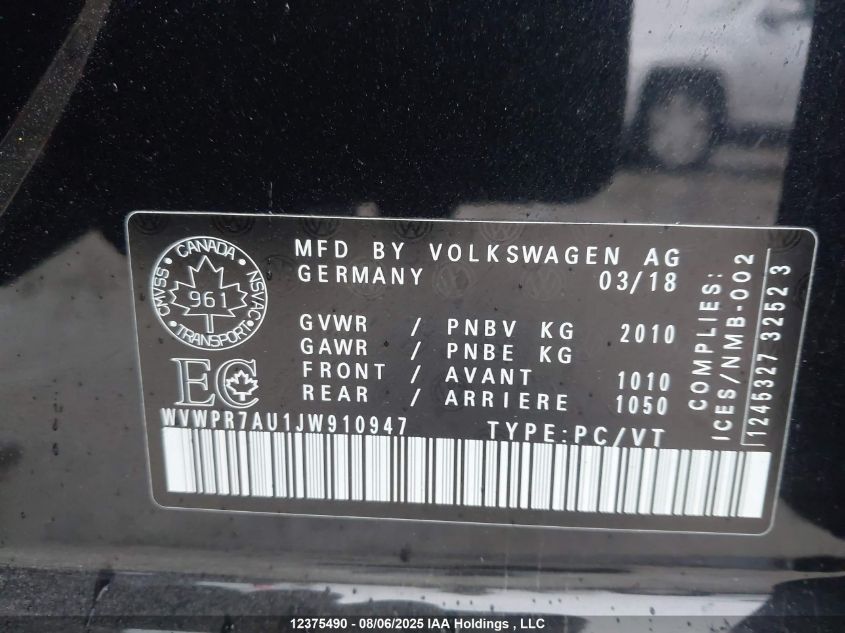 MFD BY VOLKSWAGEN AG
GERMANY 03/18
CANADA
CMVSS 961 NSVAC
TRANSPORT
GVWR / PNBV KG 2010
GAWR / PNBE KG
FRONT / AVANT 1010
REAR / ARRIERE 1050
EC
WVWPR7AU1JW910947 TYPE:PC/VT
COMPLIES:
ICES/NMB-002
1245327 32523
12375490 - 08/06/2025 IAA Holdings , LLC